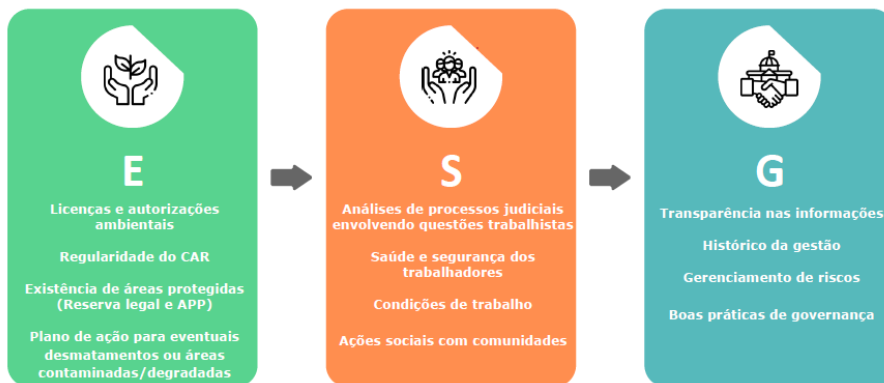 E
Licenças e autorizações
ambientais
Regularidade do CAR
Existência de áreas protegidas
(Reserva legal e APP)
Plano de ação para eventuais
desmatamentos ou áreas
contaminadas/degradadas
S
Análises de processos judiciais
envolvendo questões trabalhistas
Saúde e segurança dos
trabalhadores
Condições de trabalho
Ações sociais com comunidades
G
Transparência nas informações
Histórico da gestão
Gerenciamento de riscos
Boas práticas de governança